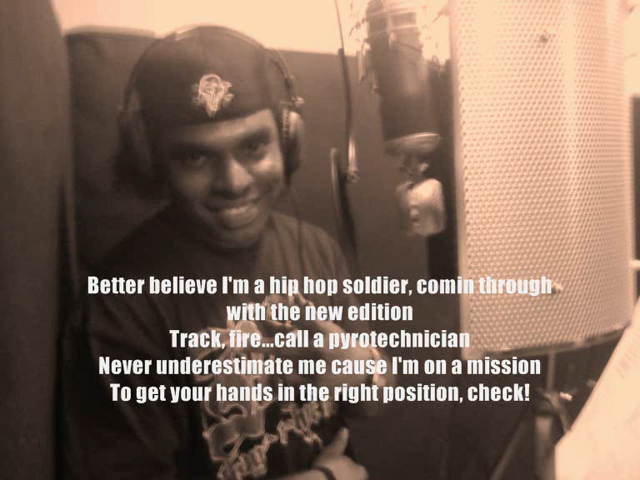 Better believe I'm a hip hop soldier, comin through
with the new edition
Track, fire...call a pyrotechnician
Never underestimate me cause I'm on a mission
To get your hands in the right position, check!